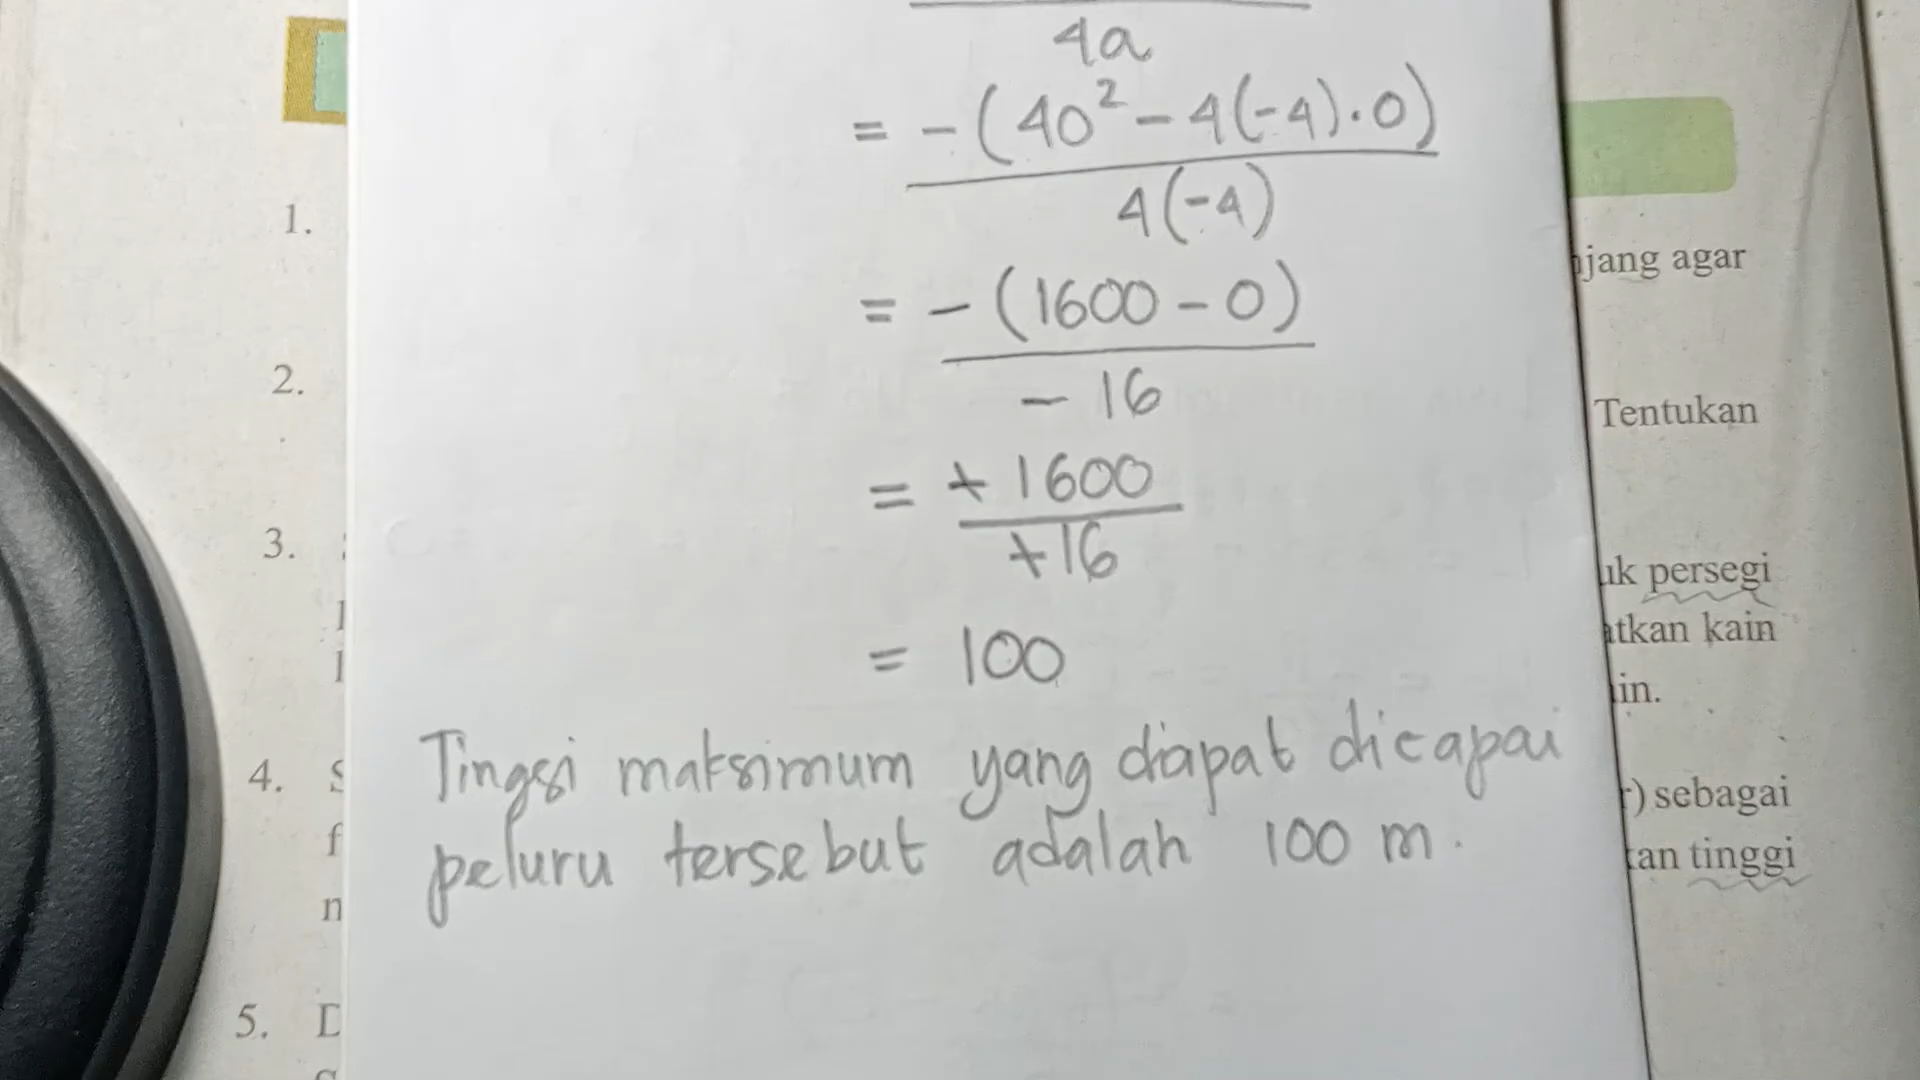 4a
= -(40² - 4(-4)·0)
4(-4)
1.
= -(1600 - 0)
njang agar
- 16
2.
Tentukan
= + 1600
+16
3.
uk persegi
= 100
atkan kain
in.
Tinggi maksimum yang dapat dicapai
4. S
r) sebagai
peluru tersebut adalah 100 m.
f
kan tinggi
n
5. D